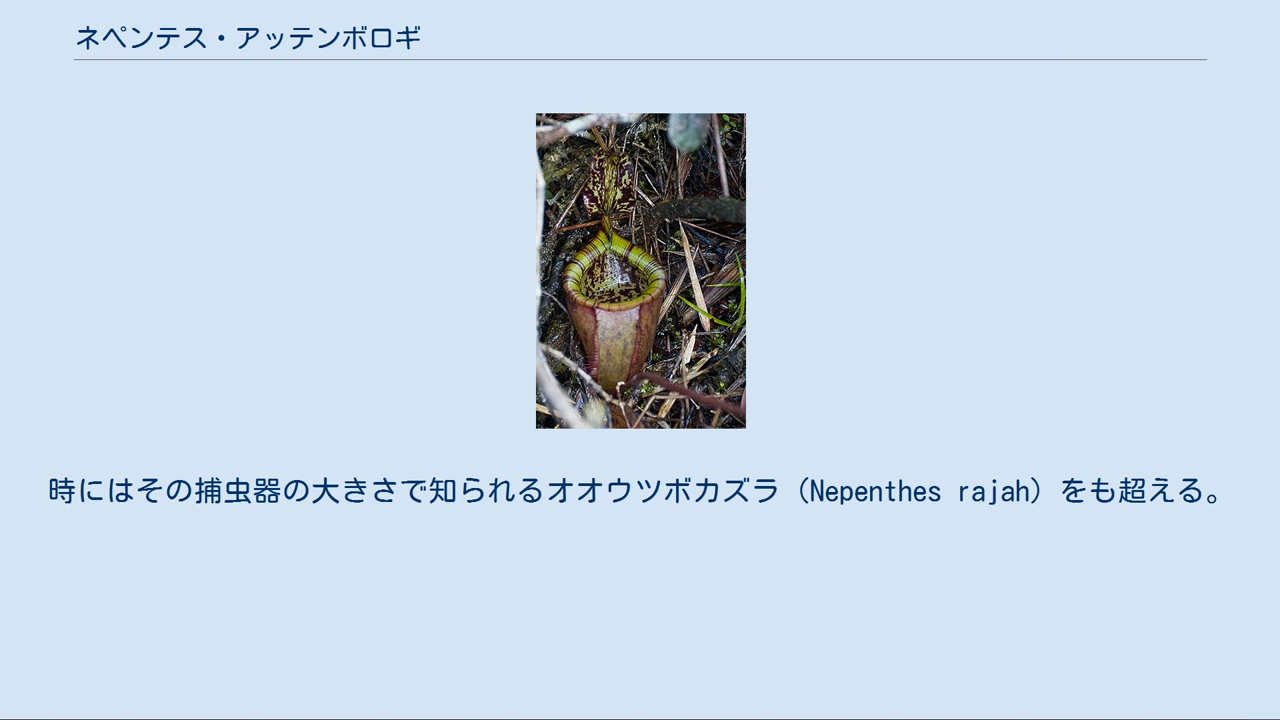 ネペンテス・アッテンボロギ
時にはその捕虫器の大きさで知られるオオウツボカズラ（Nepenthes rajah）をも超える。